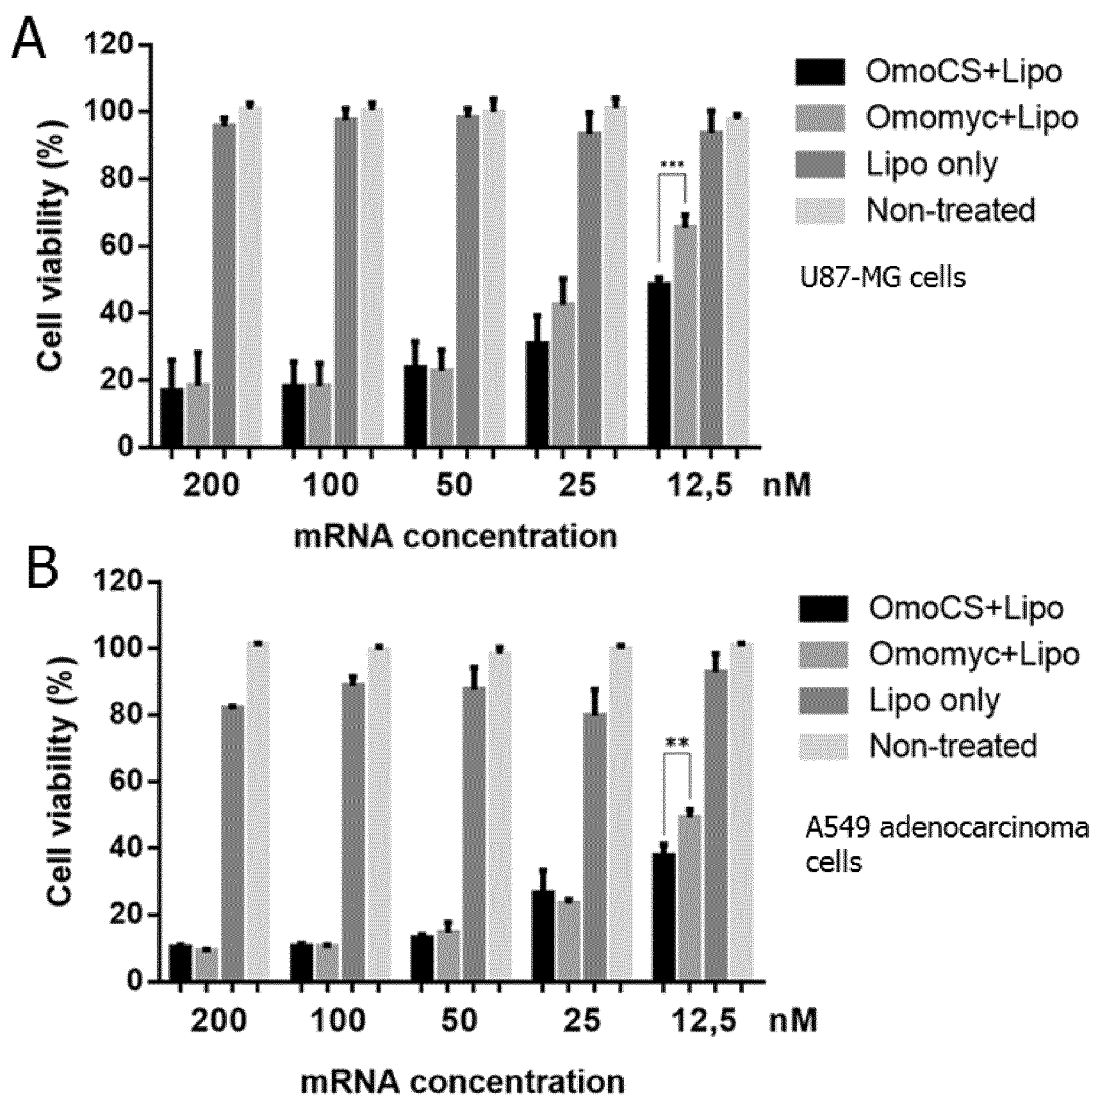 A
120
100
80
60
40
20
0
Cell viability (%)
***
200 100 50 25 12,5 nM
mRNA concentration
OmoCS+Lipo
Omomyc+Lipo
Lipo only
Non-treated
U87-MG cells
B
120
100
80
60
40
20
0
Cell viability (%)
**
200 100 50 25 12,5 nM
mRNA concentration
OmoCS+Lipo
Omomyc+Lipo
Lipo only
Non-treated
A549 adenocarcinoma
cells